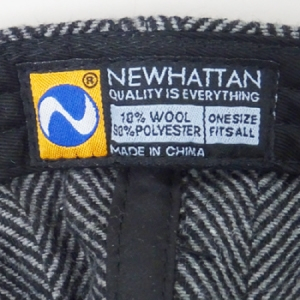 ®
NEWHATTAN
QUALITY IS EVERYTHING
10% WOOL
90% POLYESTER
ONE SIZE
FITS ALL
MADE IN CHINA